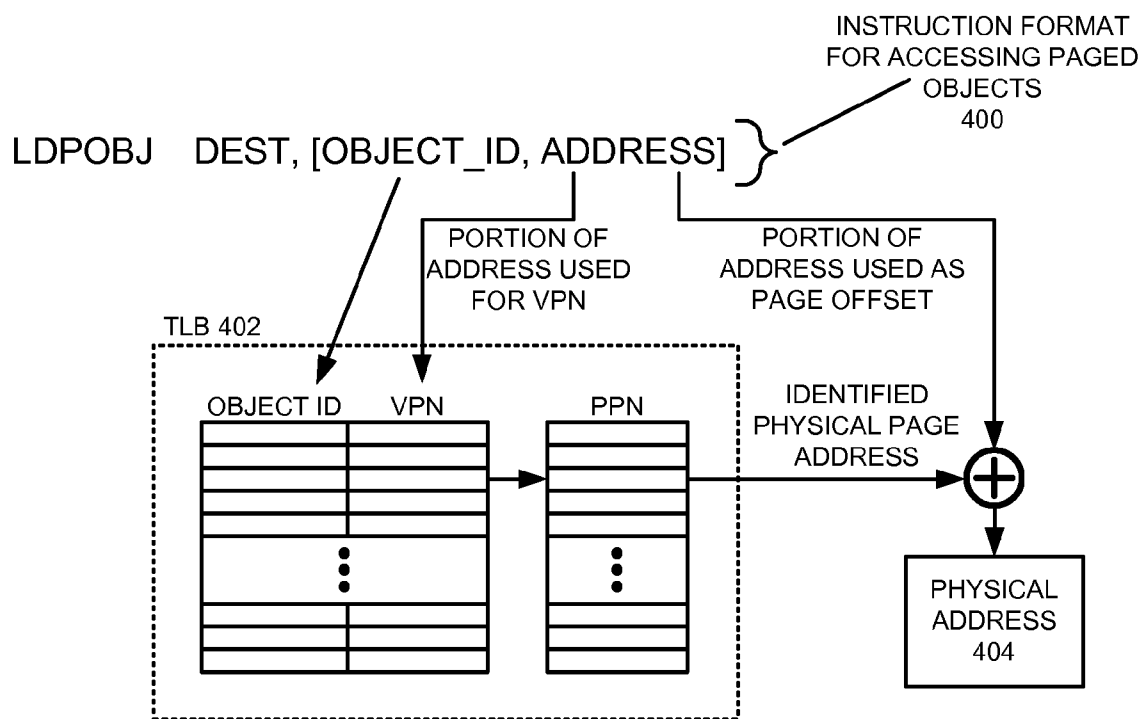 INSTRUCTION FORMAT
FOR ACCESSING PAGED
OBJECTS
400
LDPOBJ DEST, [OBJECT_ID, ADDRESS]
PORTION OF
ADDRESS USED
FOR VPN
PORTION OF
ADDRESS USED AS
PAGE OFFSET
TLB 402
OBJECT ID VPN PPN
IDENTIFIED
PHYSICAL PAGE
ADDRESS
PHYSICAL
ADDRESS
404